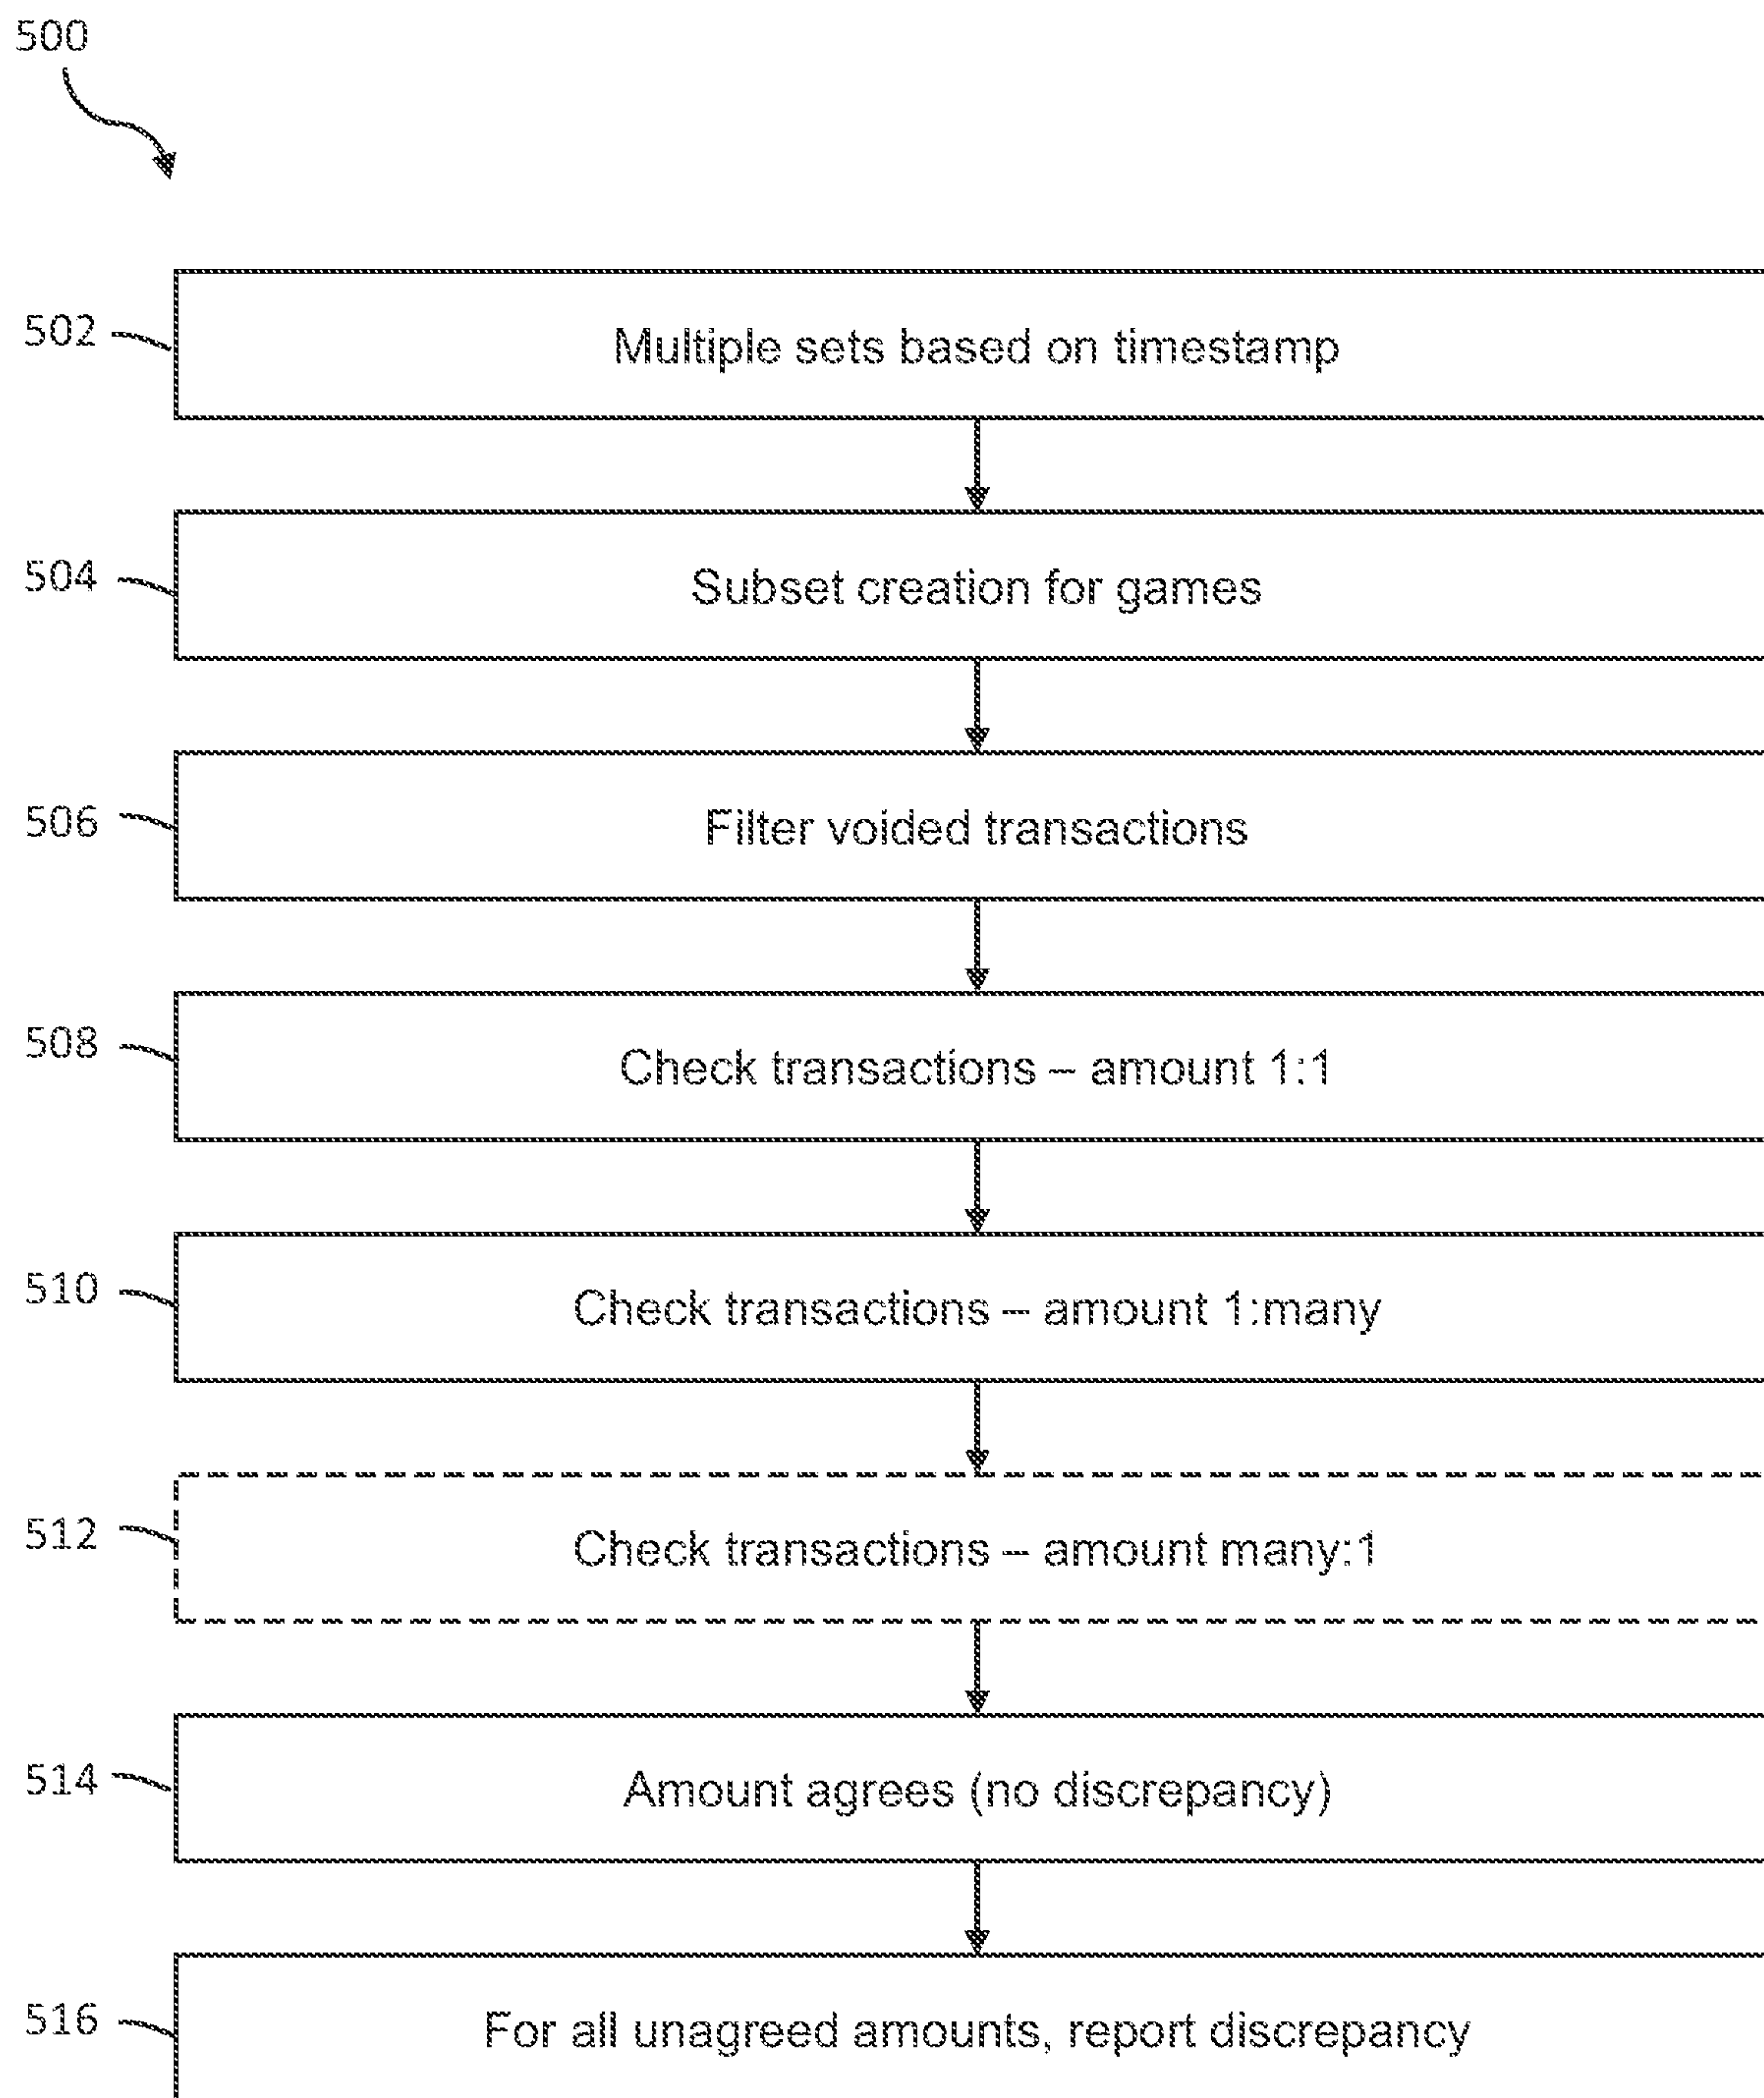 500
502 Multiple sets based on timestamp
504 Subset creation for games
506 Filter voided transactions
508 Check transactions – amount 1:1
510 Check transactions – amount 1:many
512 Check transactions – amount many:1
514 Amount agrees (no discrepancy)
516 For all unagreed amounts, report discrepancy